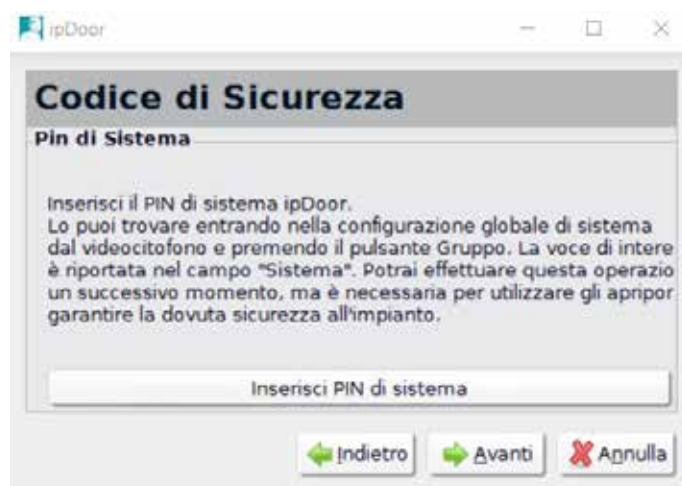 ipDoor
Codice di Sicurezza
Pin di Sistema
Inserisci il PIN di sistema ipDoor.
Lo puoi trovare entrando nella configurazione globale di sistema
dal videocitofono e premendo il pulsante Gruppo. La voce di intere
è riportata nel campo "Sistema". Potrai effettuare questa operazio
un successivo momento, ma è necessaria per utilizzare gli apripor
garantire la dovuta sicurezza all'impianto.
Inserisci PIN di sistema
Indietro
Avanti
Annulla